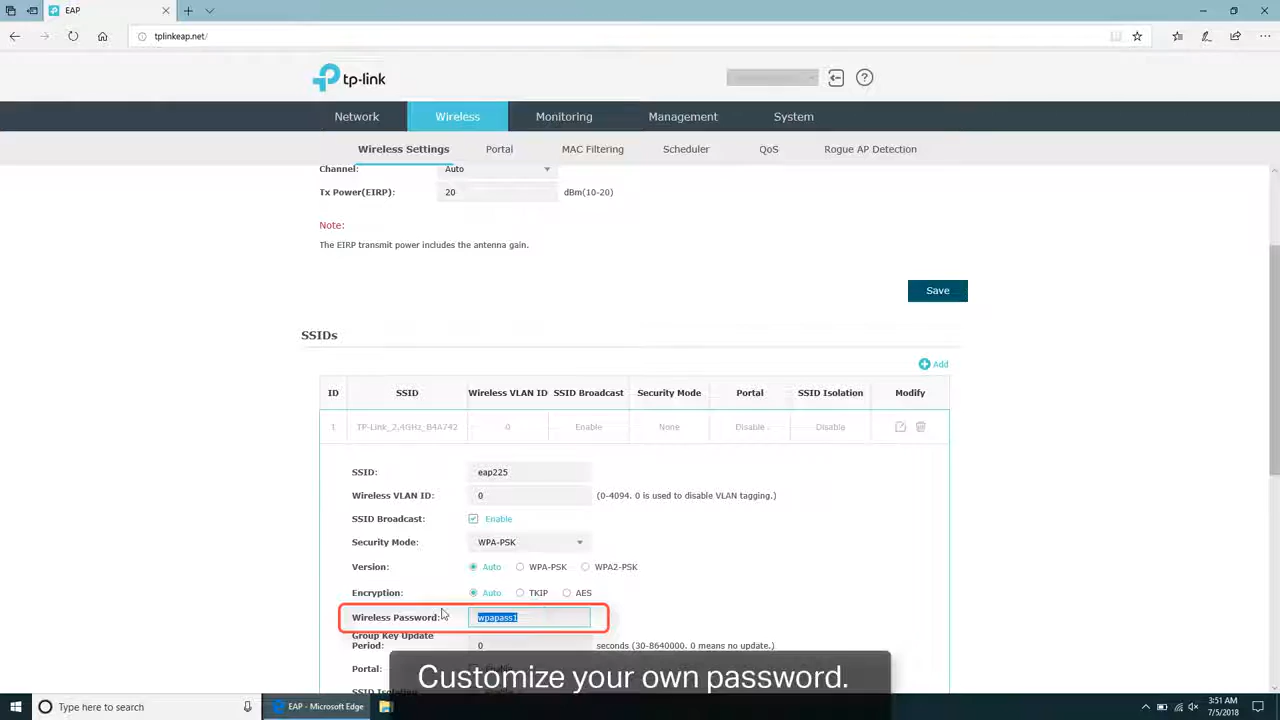 EAP
tplinkeap.net/
tp-link
Network Wireless Monitoring Management System
Wireless Settings Portal MAC Filtering Scheduler QoS Rogue AP Detection
Channel: Auto
Tx Power(EIRP): 20 dBm(10-20)
Note:
The EIRP transmit power includes the antenna gain.
Save
SSIDs
Add
ID SSID Wireless VLAN ID SSID Broadcast Security Mode Portal SSID Isolation Modify
1 TP-Link_2.4GHz_B4A742 0 Enable None Disable Disable
SSID: eap225
Wireless VLAN ID: 0 (0-4094. 0 is used to disable VLAN tagging.)
SSID Broadcast: Enable
Security Mode: WPA-PSK
Version: Auto WPA-PSK WPA2-PSK
Encryption: Auto TKIP AES
Wireless Password: wpapass1
Group Key Update
Period: 0 seconds (30-8640000. 0 means no update.)
Portal:
Customize your own password.
SSID Isolation
Type here to search
EAP - Microsoft Edge
3:51 AM
7/5/2018